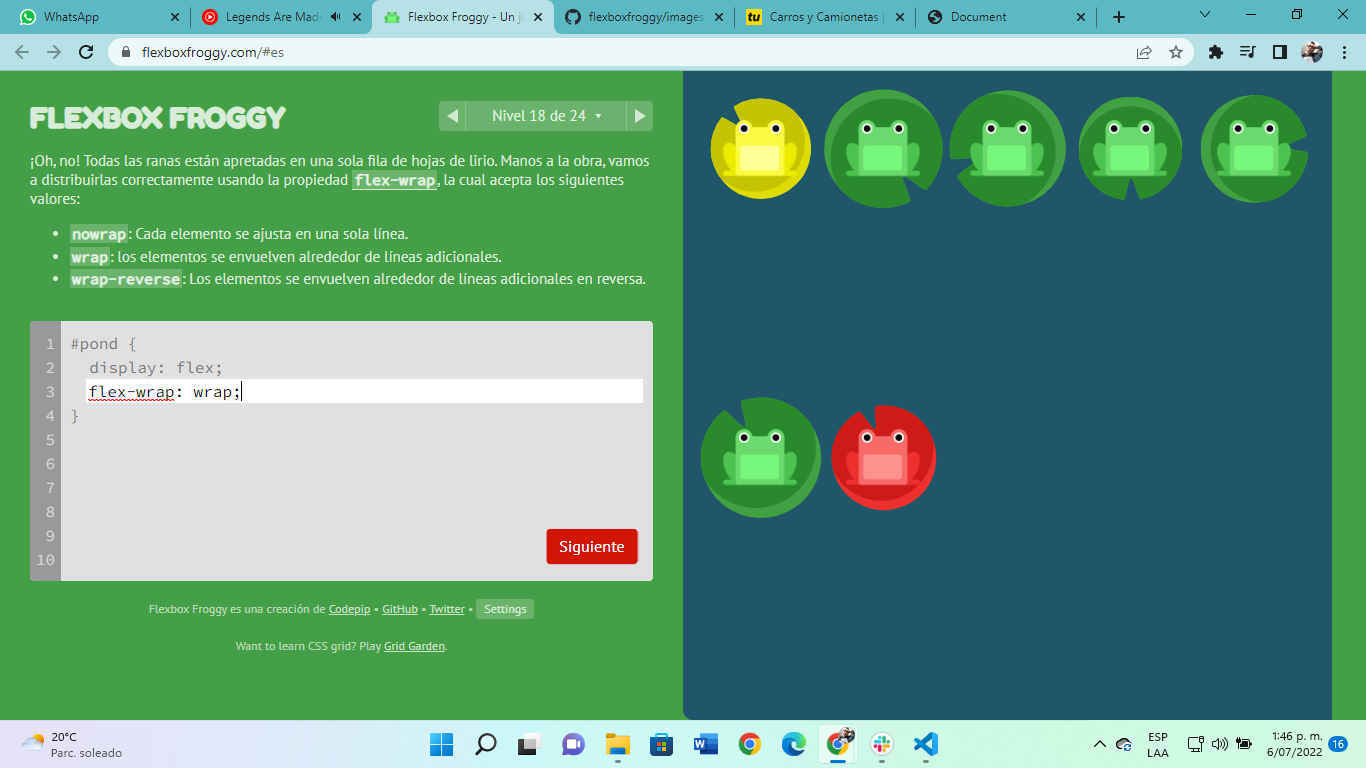 WhatsApp
Legends Are Mad
Flexbox Froggy - Un ju
flexboxfroggy/images
tu
Carros y Camionetas |
Document
flexboxfroggy.com/#es
FLEXBOX FROGGY
Nivel 18 de 24
¡Oh, no! Todas las ranas están apretadas en una sola fila de hojas de lirio. Manos a la obra, vamos
a distribuirlas correctamente usando la propiedad flex-wrap, la cual acepta los siguientes
valores:
• nowrap: Cada elemento se ajusta en una sola línea.
• wrap: los elementos se envuelven alrededor de líneas adicionales.
• wrap-reverse: Los elementos se envuelven alrededor de líneas adicionales en reversa.
1 #pond {
2 display: flex;
3 flex-wrap: wrap;
4 }
5
6
7
8
9
10
Siguiente
Flexbox Froggy es una creación de Codepip • GitHub • Twitter • Settings
Want to learn CSS grid? Play Grid Garden.
20°C
Parc. soleado
ESP
LAA
1:46 p. m.
6/07/2022
16